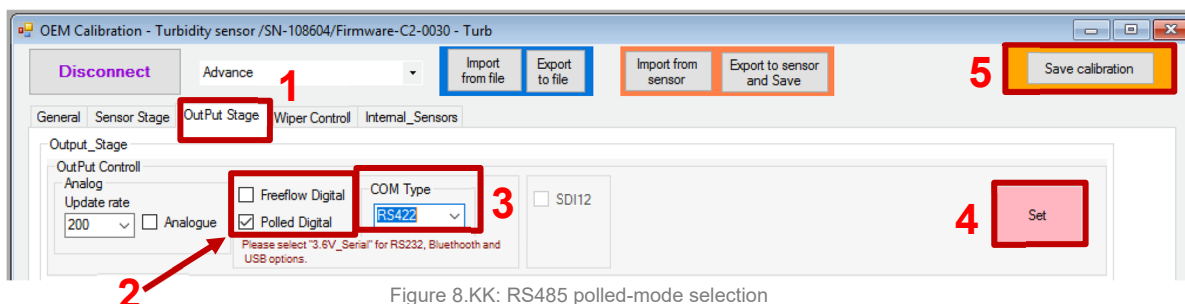 OEM Calibration - Turbidity sensor /SN-108604/Firmware-C2-0030 - Turb
Disconnect
Advance
1
Import from file
Export to file
Import from sensor
Export to sensor and Save
5
Save calibration
General
Sensor Stage
OutPut Stage
Wiper Controll
Internal_Sensors
Output_Stage
OutPut Controll
Analog
Update rate
200
Analogue
Freeflow Digital
Polled Digital
COM Type
RS422
3
SDI12
Please select "3.6V_Serial" for RS232, Bluethooth and
USB options.
4
Set
2
Figure 8.KK: RS485 polled-mode selection